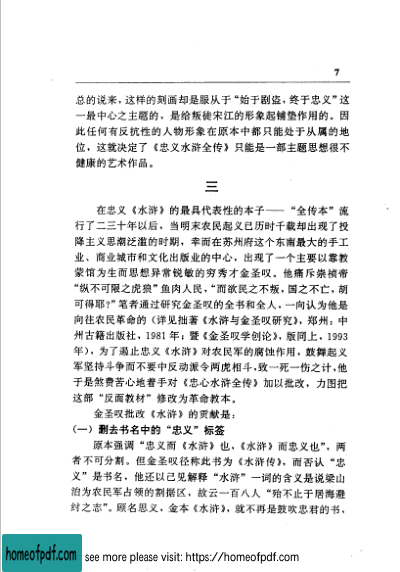 7
总的说来，这样的刻画却是服从于“始于剧盗，终于忠义”这
一最中心之主题的，是给叛徒宋江的形象起铺垫作用的。因
此任何有反抗性的人物形象在原本中都只能处于从属的地
位，这就决定了《忠义水浒全传》只能是一部主题思想很不
健康的艺术作品。
三
在忠义《水浒》的最具代表性的本子——“全传本”流
行了二三十年以后，当明末农民起义已历时千载却出现了投
降主义思潮泛滥的时期，幸而在苏州府这个东南最大的手工
业、商业城市和文化出版业的中心，出现了一个主要以靠教
蒙馆为生而思想异常锐敏的穷秀才金圣叹。他痛斥崇祯帝
“纵不可限之虎狼”鱼肉人民，“而欲民之不叛，国之不亡，胡
可得耶？”笔者通过研究金圣叹的全书和全人，一向认为他是
向往农民革命的（详见拙著《水浒与金圣叹研究》，郑州：中
州古籍出版社，1981年；暨《金圣叹学创论》，版同上，1993
年），为了遏止忠义《水浒》对农民军的腐蚀作用，鼓舞起义
军坚持斗争而不要中反动派令两虎相斗，致一死一伤之计，他
于是煞费苦心地着手对《忠心水浒全传》加以批改，力图把
这部“反面教材”修改为革命教本。
金圣叹批改《水浒》的贡献是：
（一）删去书名中的“忠义”标签
原本强调“忠义而《水浒》也，《水浒》而忠义也”，两
者不可分割。但金圣叹径称此书为《水浒传》，而否认“忠
义”是书名，他还以己见解释“水浒”一词的含义是说梁山
泊为农民军占领的割据区，故云一百八人“殆不止于居海避
纣之志”。顾名思义，金本《水浒》，就不再是鼓吹忠君的书，
homeofpdf.com
see more please visit: https://homeofpdf.com